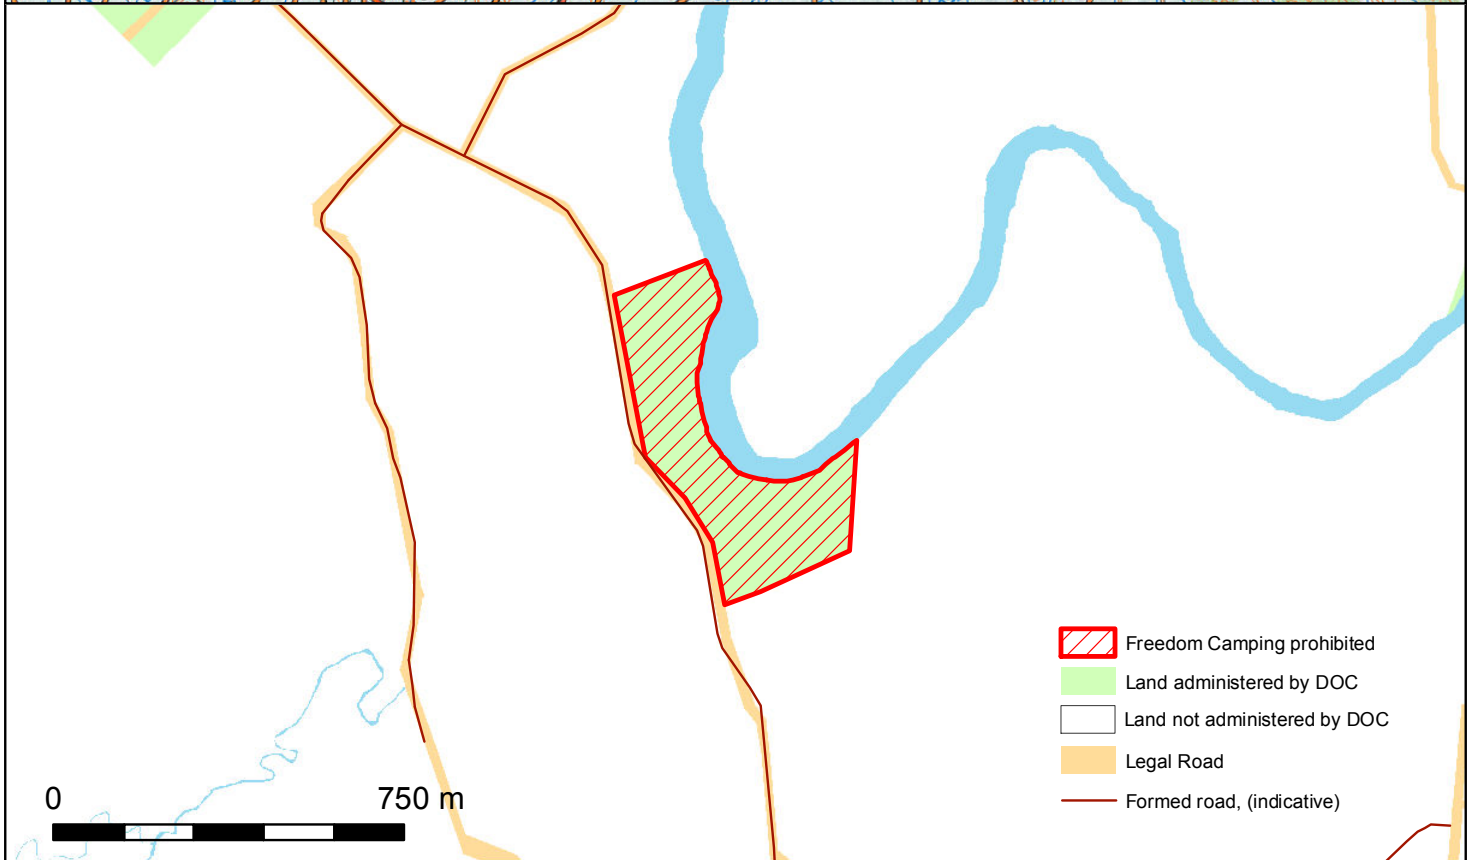 Freedom Camping prohibited
Land administered by DOC
Land not administered by DOC
Legal Road
Formed road, (indicative)
0 750 m